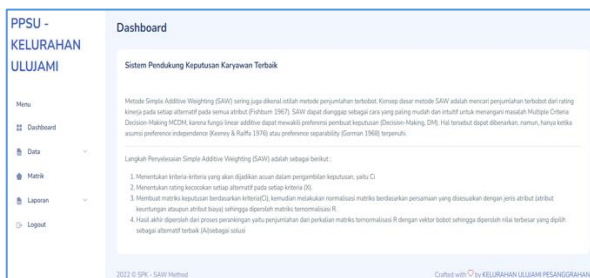 PPSU -
KELURAHAN
ULUJAMI
Menu
Dashboard
Data
Matrik
Laporan
Logout
Dashboard
Sistem Pendukung Keputusan Karyawan Terbaik
Metode Simple Additive Weighting (SAW) sering juga dikenal istilah metode penjumlahan terbobot. Konsep dasar metode SAW adalah mencari penjumlahan terbobot dari rating
kinerja pada setiap alternatif pada semua atribut (Fishburn 1967). SAW dapat dianggap sebagai cara yang paling mudah dan intuitif untuk menangani masalah Multiple Criteria
Decision-Making MCDM, karena fungsi linear additive dapat mewakili preferensi pembuat keputusan (Decision-Making, DM). Hal tersebut dapat dibenarkan, namun, hanya ketika
asumsi preference independence (Keeney & Raiffa 1976) atau preference separability (Gorman 1968) terpenuhi.
Langkah Penyelesaian Simple Additive Weighting (SAW) adalah sebagai berikut :
1. Menentukan kriteria-kriteria yang akan dijadikan acuan dalam pengambilan keputusan, yaitu Ci
2. Menentukan rating kecocokan setiap alternatif pada setiap kriteria (X).
3. Membuat matriks keputusan berdasarkan kriteria(Ci), kemudian melakukan normalisasi matriks berdasarkan persamaan yang disesuaikan dengan jenis atribut (atribut
keuntungan ataupun atribut biaya) sehingga diperoleh matriks ternormalisasi R.
4. Hasil akhir diperoleh dari proses perankingan yaitu penjumlahan dari perkalian matriks ternormalisasi R dengan vektor bobot sehingga diperoleh nilai terbesar yang dipilih
sebagai alternatif terbaik (Ai)sebagai solusi
2022 © SPK - SAW Method
Crafted with by KELURAHAN ULUJAMI PESANGGRAHAN